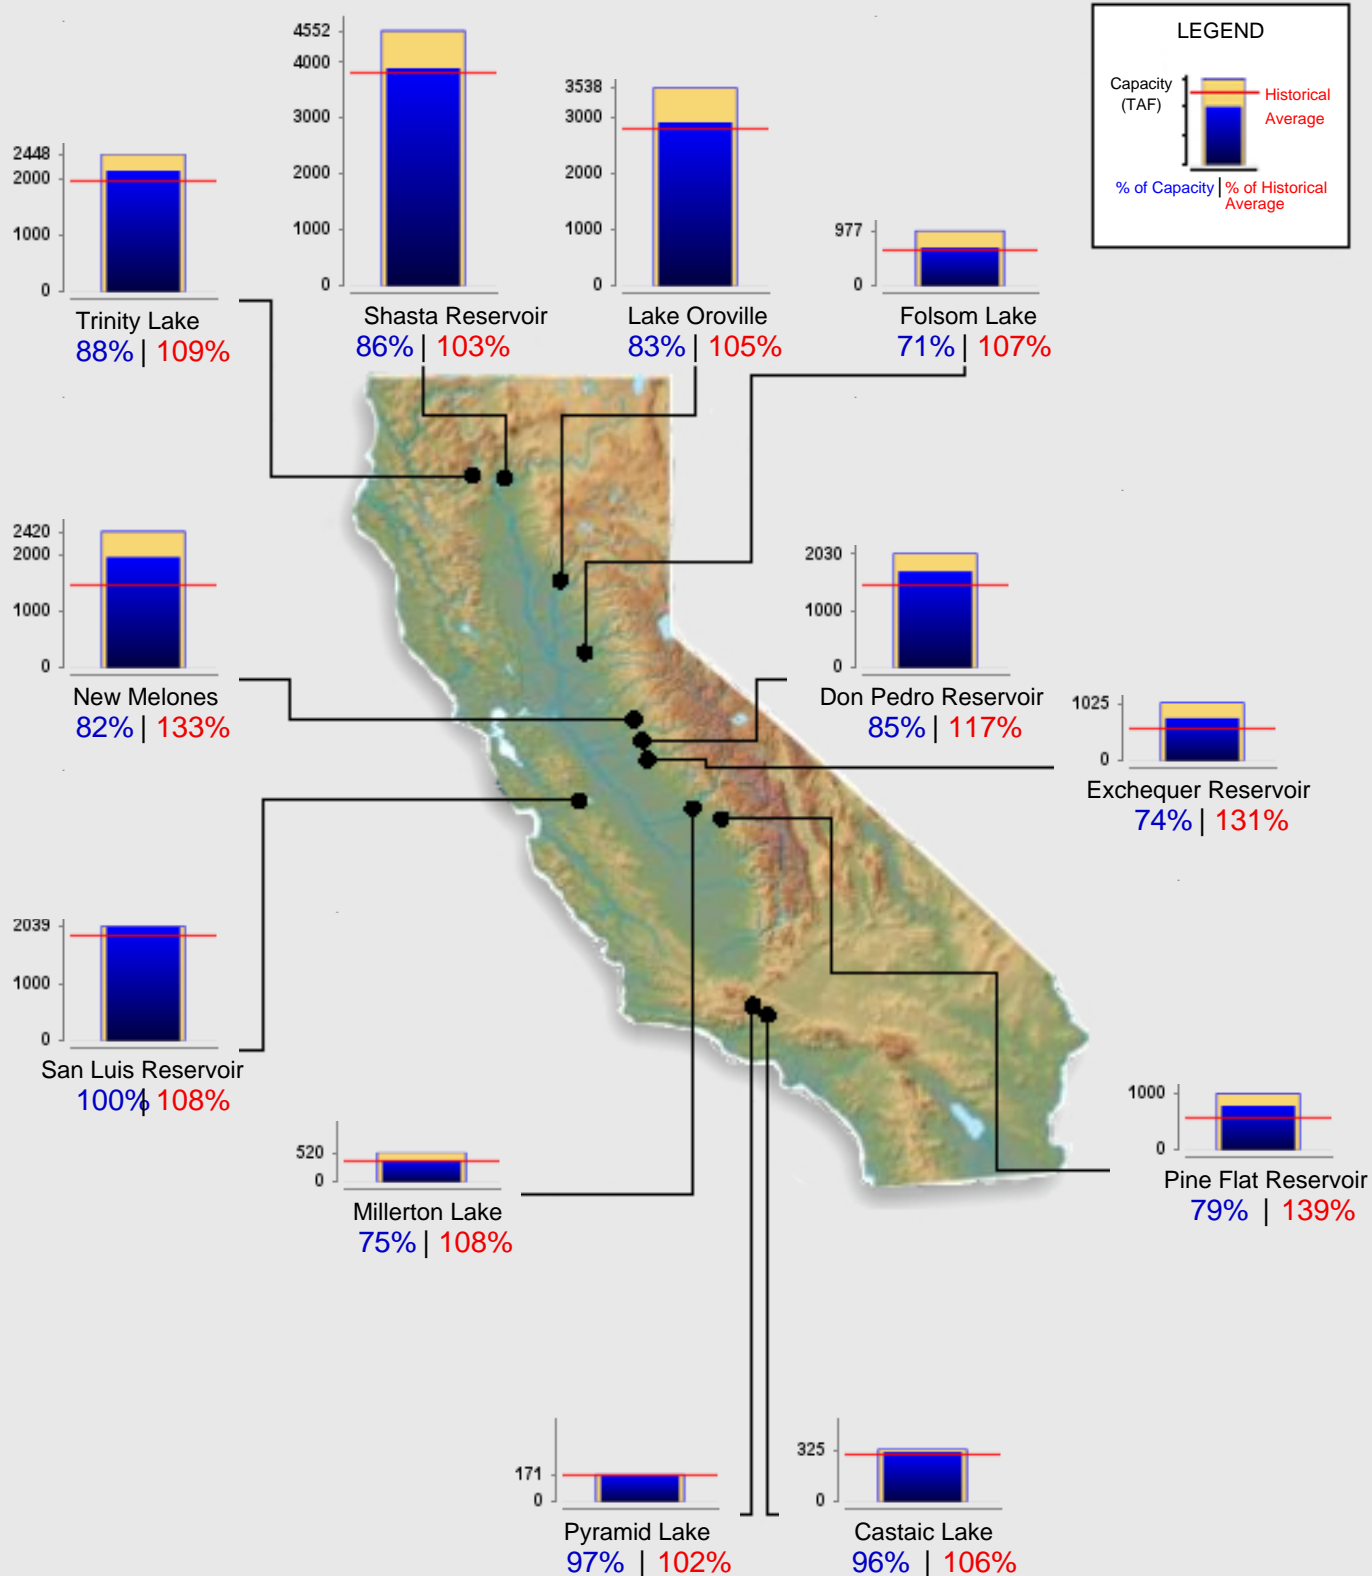 LEGEND
Capacity
(TAF)
Historical
Average
% of Capacity | % of Historical
Average
4552
4000
3000
2000
1000
0
Shasta Reservoir
86% | 103%
3538
3000
2000
1000
0
Lake Oroville
83% | 105%
977
0
Folsom Lake
71% | 107%
2448
2000
1000
0
Trinity Lake
88% | 109%
2420
2000
1000
0
New Melones
82% | 133%
2030
1000
0
Don Pedro Reservoir
85% | 117%
1025
0
Exchequer Reservoir
74% | 131%
2039
1000
0
San Luis Reservoir
100% | 108%
520
0
Millerton Lake
75% | 108%
1000
0
Pine Flat Reservoir
79% | 139%
171
0
Pyramid Lake
97% | 102%
325
0
Castaic Lake
96% | 106%